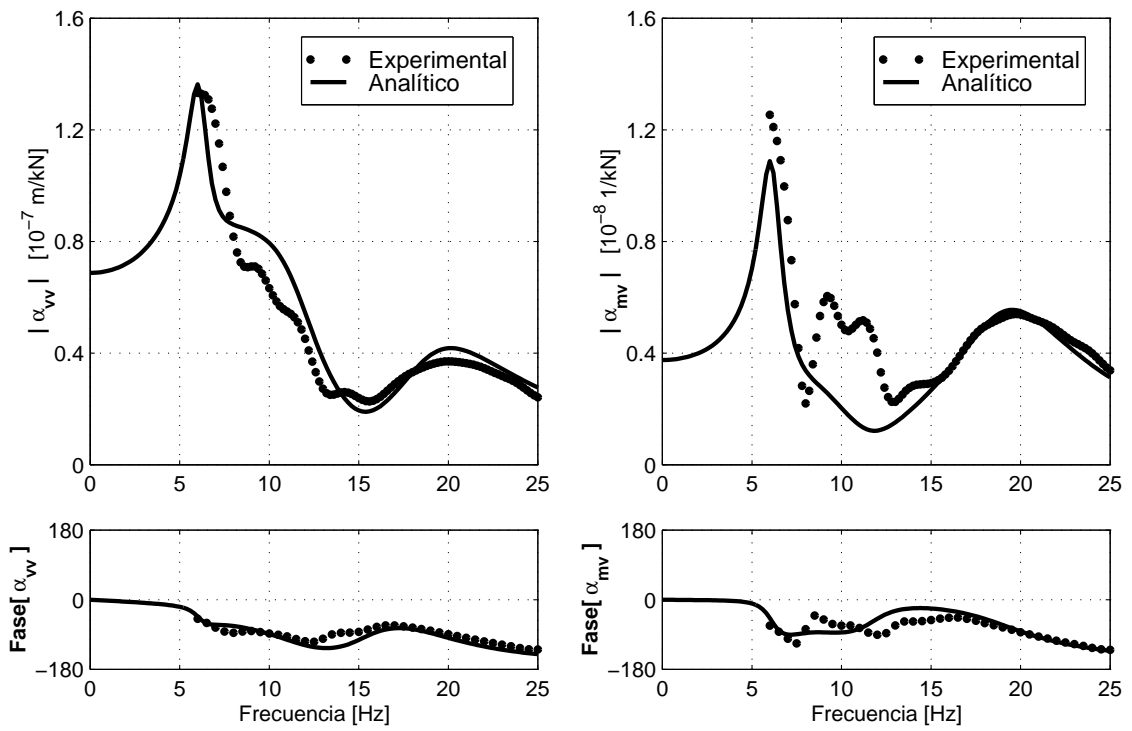 1.6
1.2
0.8
0.4
0
| α_vv | [10^−7 m/kN]
Experimental
Analítico
0 5 10 15 20 25
1.6
1.2
0.8
0.4
0
| α_mv | [10^−8 1/kN]
Experimental
Analítico
0 5 10 15 20 25
180
0
−180
Fase[ α_vv ]
0 5 10 15 20 25
Frecuencia [Hz]
180
0
−180
Fase[ α_mv ]
0 5 10 15 20 25
Frecuencia [Hz]